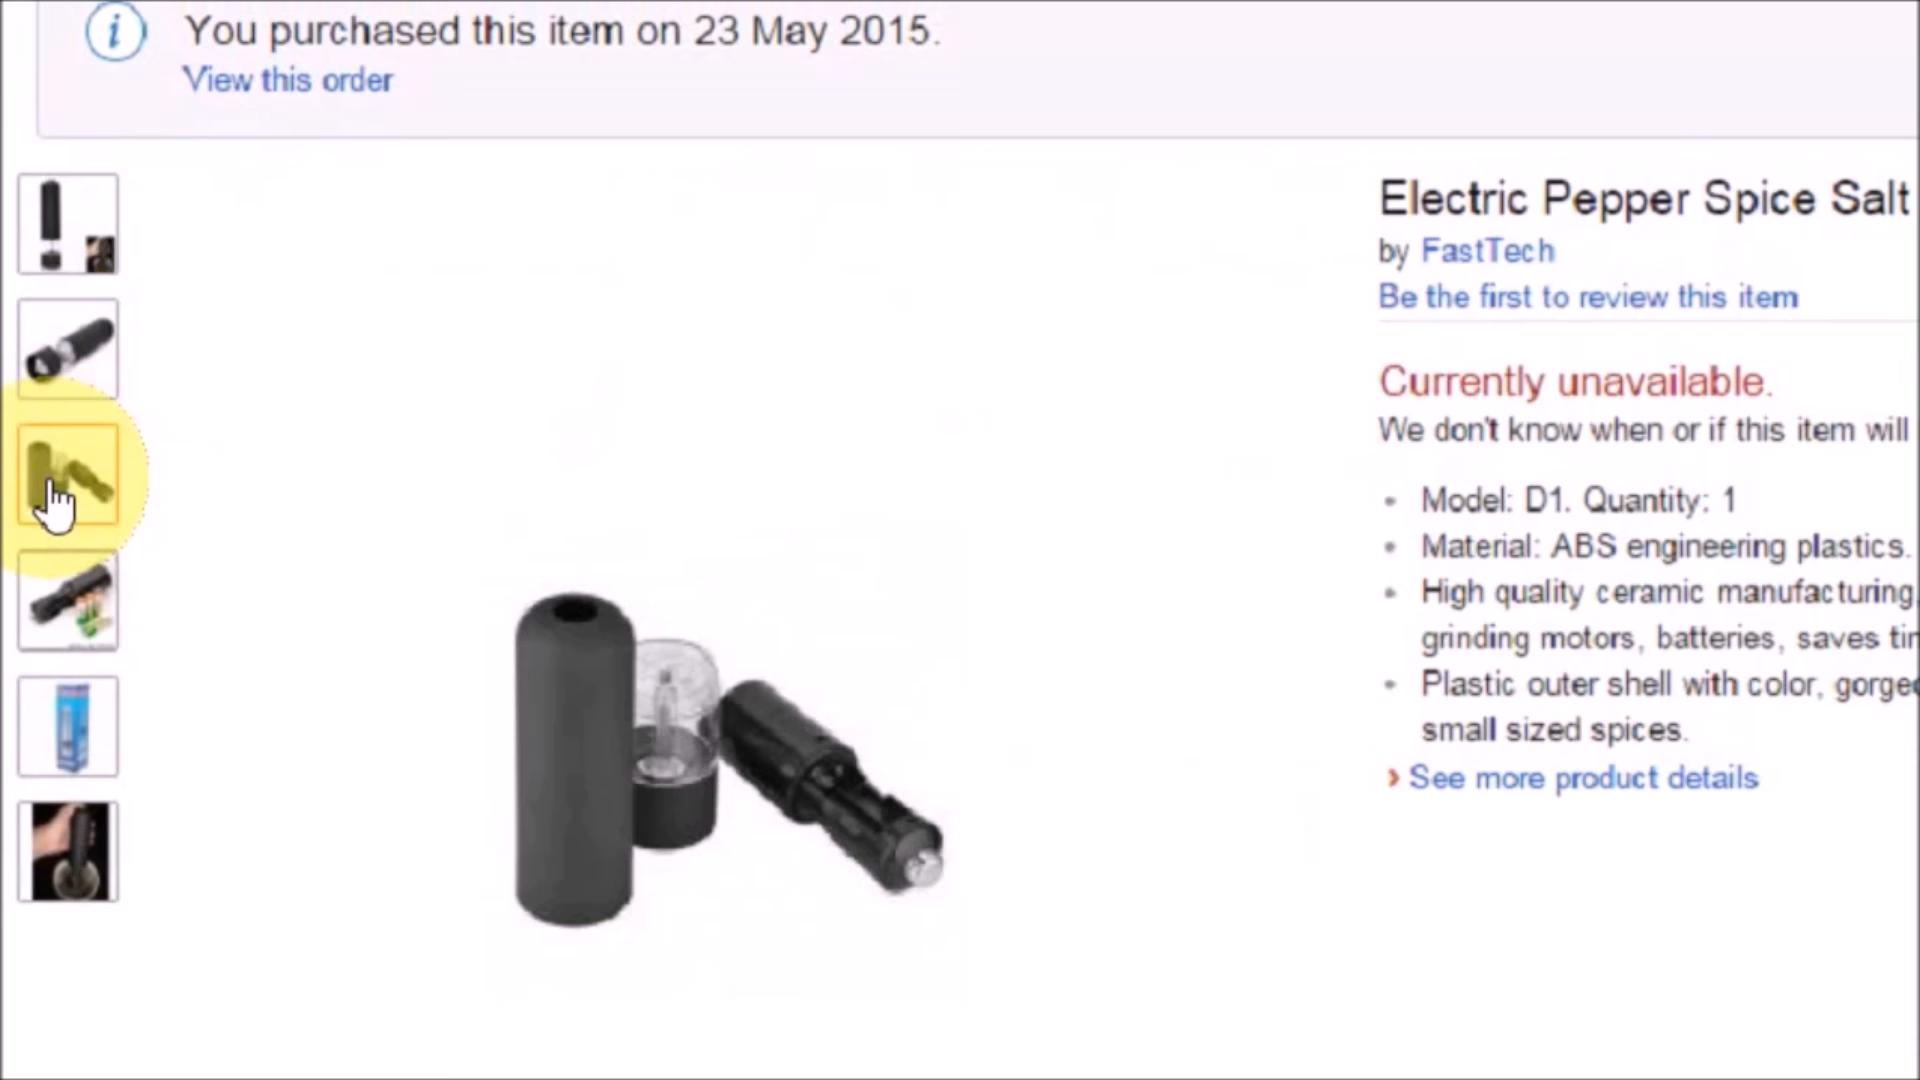 You purchased this item on 23 May 2015.
View this order
Electric Pepper Spice Salt
by FastTech
Be the first to review this item
Currently unavailable.
We don't know when or if this item will
Model: D1. Quantity: 1
Material: ABS engineering plastics.
High quality ceramic manufacturing,
grinding motors, batteries, saves
Plastic outer shell with color,
small sized spices.
› See more product details